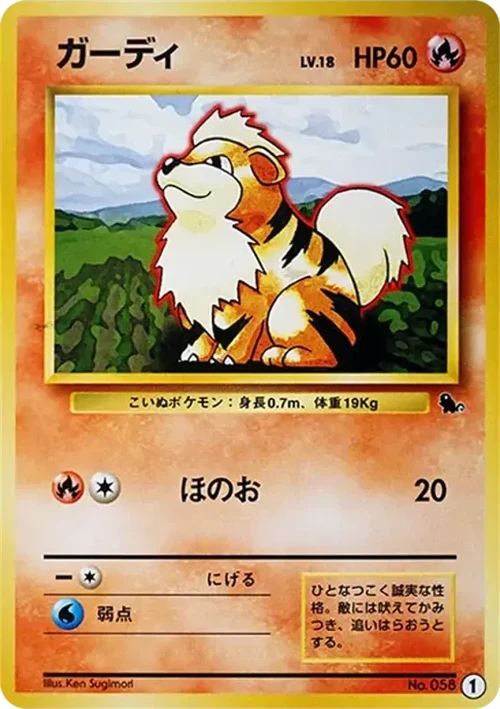 ガーディ LV.18 HP60
こいぬポケモン：身長0.7m、体重19Kg
ほのお 20
にげる
弱点
ひとなつこく誠実な性
格。敵には吠えてかみ
つき、追いはらおうと
する。
Illus. Ken Sugimori No. 058 1